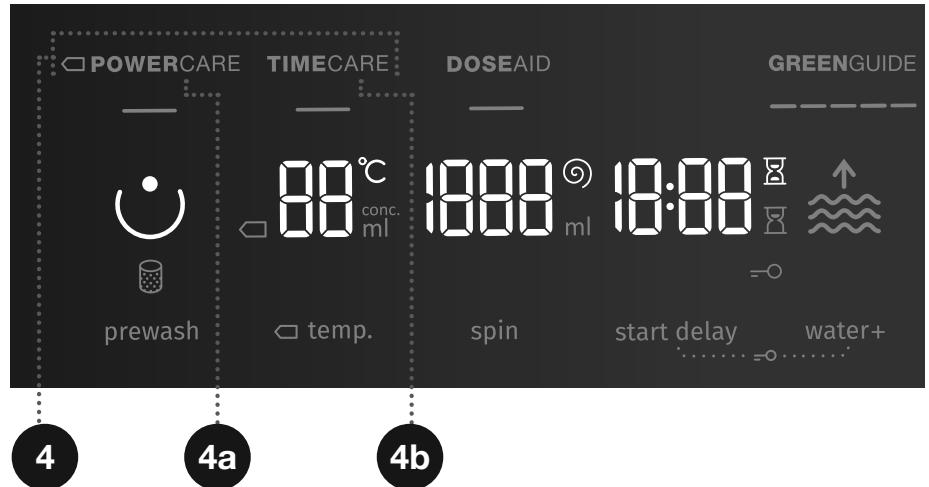 POWERCARE TIMECARE DOSEAID GREENGUIDE
88 °C 1888 18:88
conc.
ml ml
prewash temp. spin start delay water+
4 4a 4b